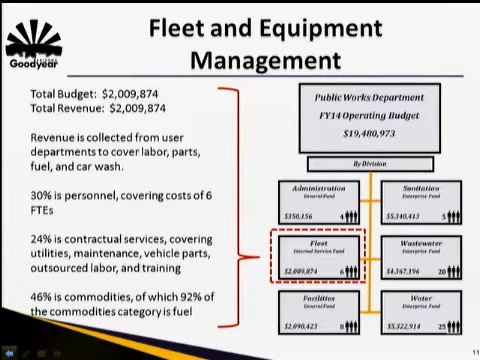 Goodyear
Fleet and Equipment
Management
Total Budget: $2,009,874
Total Revenue: $2,009,874
Revenue is collected from user
departments to cover labor, parts,
fuel, and car wash.
30% is personnel, covering costs of 6
FTEs
24% is contractual services, covering
utilities, maintenance, vehicle parts,
outsourced labor, and training
46% is commodities, of which 92% of
the commodities category is fuel
Public Works Department
FY14 Operating Budget
$19,480,973
By Division
Administration
General Fund
$350,156 4
Sanitation
Enterprise Fund
$5,340,413 5
Fleet
Internal Service Fund
$2,009,874 6
Wastewater
Enterprise Fund
$4,367,196 20
Facilities
General Fund
$2,090,423 8
Water
Enterprise Fund
$5,322,914 25
11